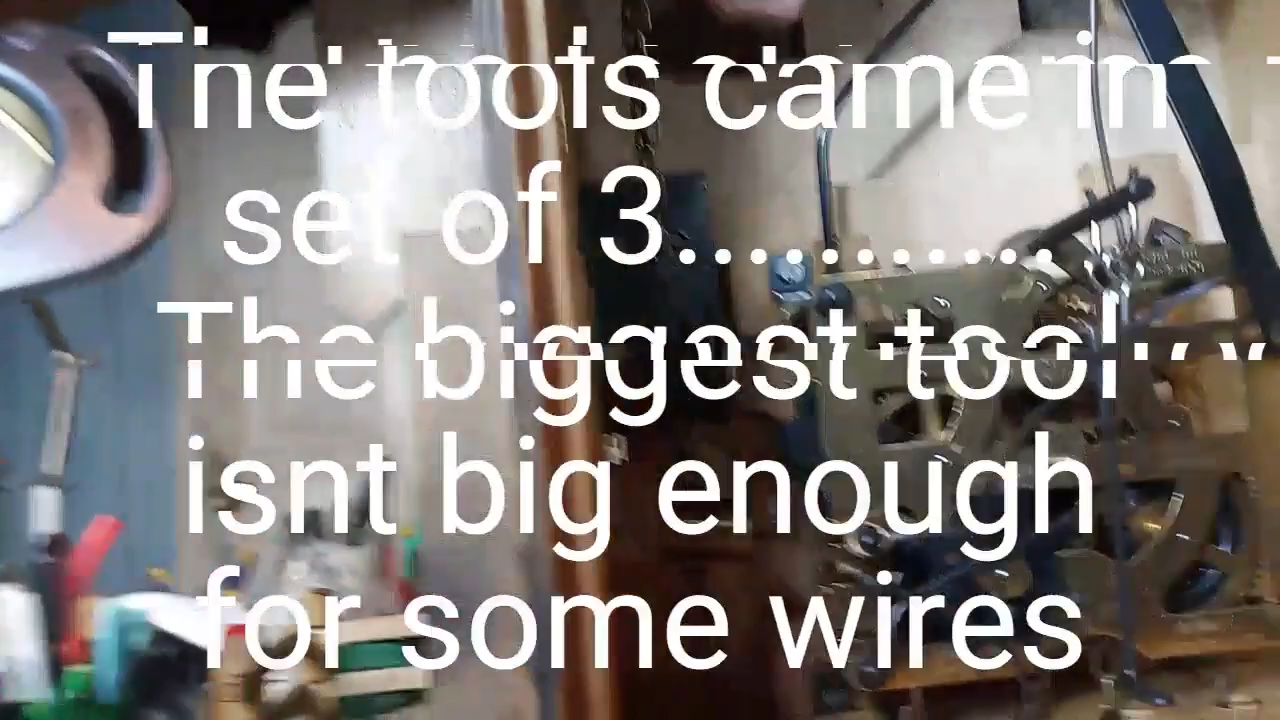 The tools came in
set of 3...........
The biggest tool
isnt big enough
for some wires